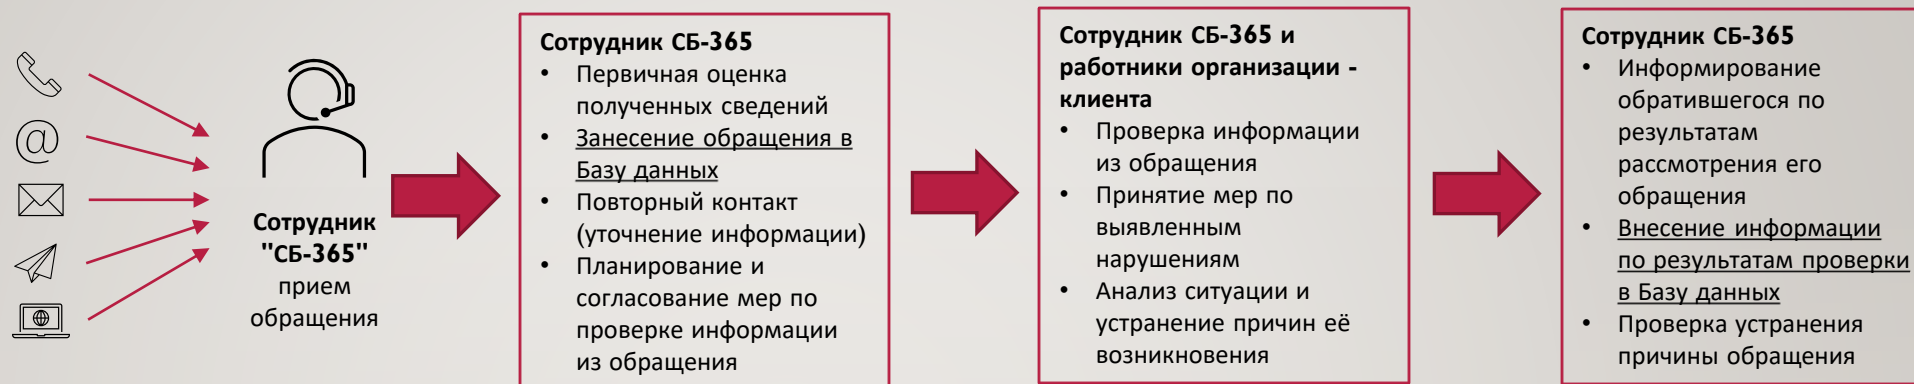 @
Сотрудник
"СБ-365"
прием
обращения
Сотрудник СБ-365
• Первичная оценка
полученных сведений
• Занесение обращения в
Базу данных
• Повторный контакт
(уточнение информации)
• Планирование и
согласование мер по
проверке информации
из обращения
Сотрудник СБ-365 и
работники организации -
клиента
• Проверка информации
из обращения
• Принятие мер по
выявленным
нарушениям
• Анализ ситуации и
устранение причин её
возникновения
Сотрудник СБ-365
• Информирование
обратившегося по
результатам
рассмотрения его
обращения
• Внесение информации
по результатам проверки
в Базу данных
• Проверка устранения
причины обращения